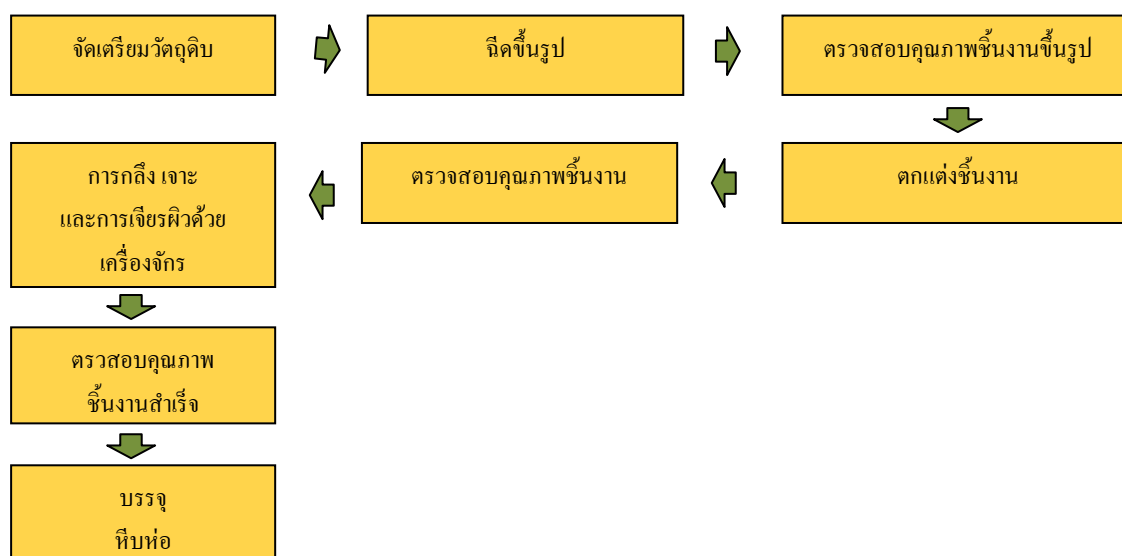 จัดเตรียมวัตถุดิบ
ฉีดขึ้นรูป
ตรวจสอบคุณภาพชิ้นงานขึ้นรูป
ตกแต่งชิ้นงาน
ตรวจสอบคุณภาพชิ้นงาน
การกลึง เจาะ
และการเจียรผิวด้วย
เครื่องจักร
ตรวสอบคุณภาพ
ชิ้นงานสำเร็จ
บรรจุ
หีบห่อ